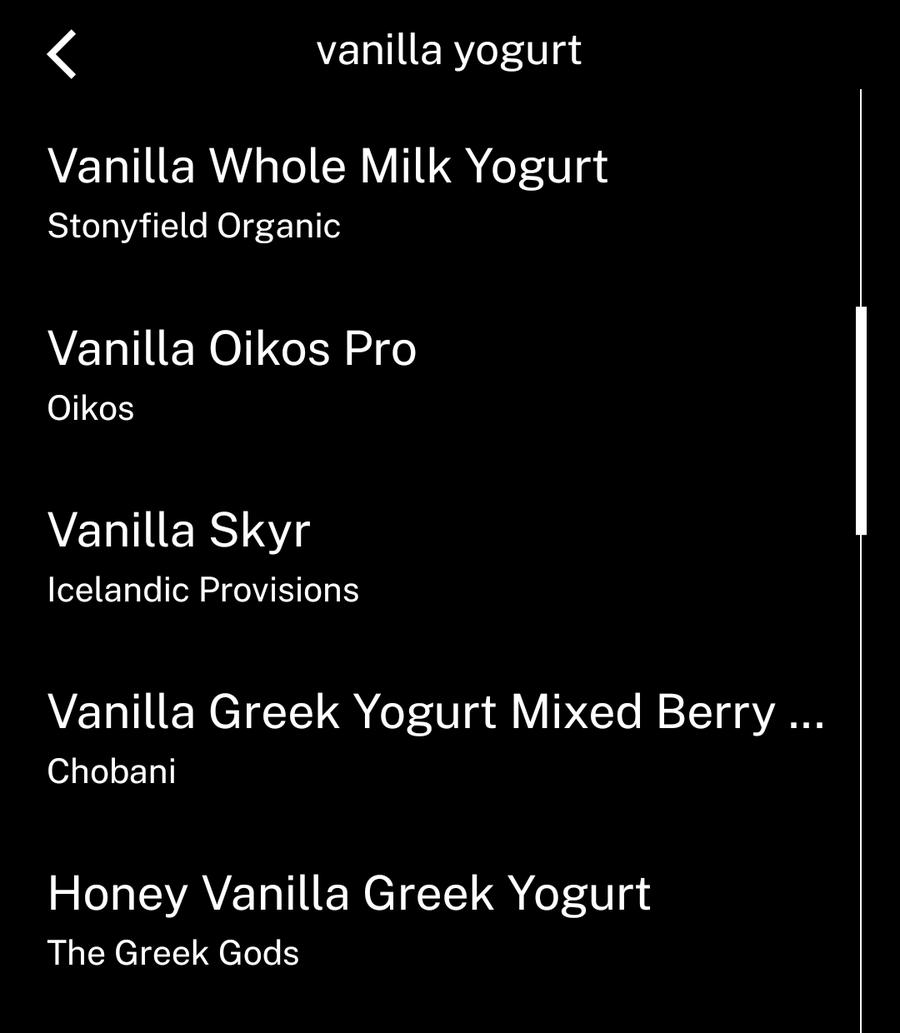 vanilla yogurt
Vanilla Whole Milk Yogurt
Stonyfield Organic
Vanilla Oikos Pro
Oikos
Vanilla Skyr
Icelandic Provisions
Vanilla Greek Yogurt Mixed Berry ...
Chobani
Honey Vanilla Greek Yogurt
The Greek Gods